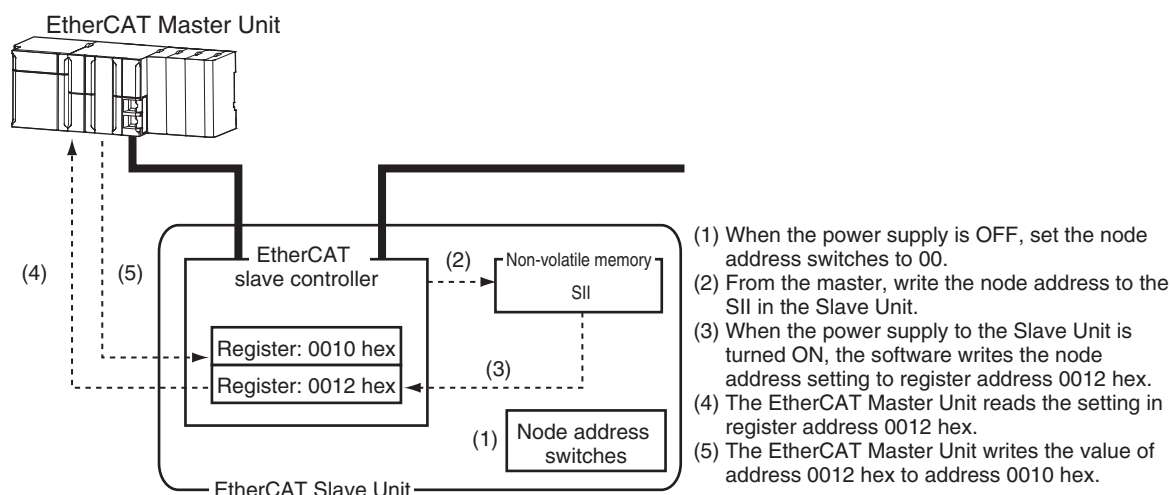 EtherCAT Master Unit
(4)
(5)
EtherCAT
slave controller
(2)
Non-volatile memory
SII
Register: 0010 hex
Register: 0012 hex
(3)
(1)
Node address
switches
EtherCAT Slave Unit
(1) When the power supply is OFF, set the node
address switches to 00.
(2) From the master, write the node address to the
SII in the Slave Unit.
(3) When the power supply to the Slave Unit is
turned ON, the software writes the node
address setting to register address 0012 hex.
(4) The EtherCAT Master Unit reads the setting in
register address 0012 hex.
(5) The EtherCAT Master Unit writes the value of
address 0012 hex to address 0010 hex.